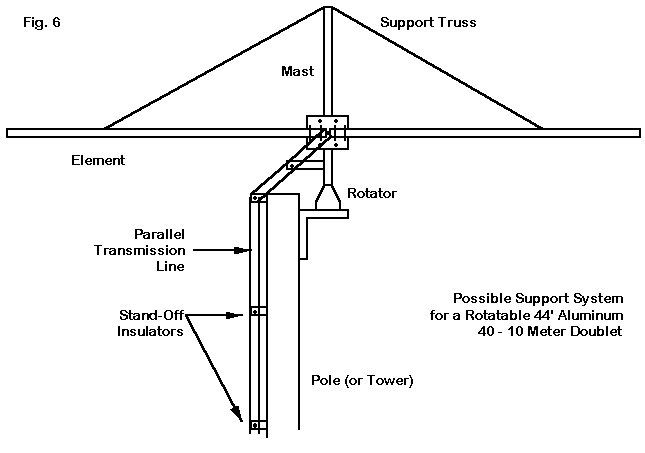 Fig. 6
Support Truss
Mast
Element
Rotator
Parallel
Transmission
Line
Stand-Off
Insulators
Possible Support System
for a Rotatable 44' Aluminum
40 - 10 Meter Doublet
Pole (or Tower)